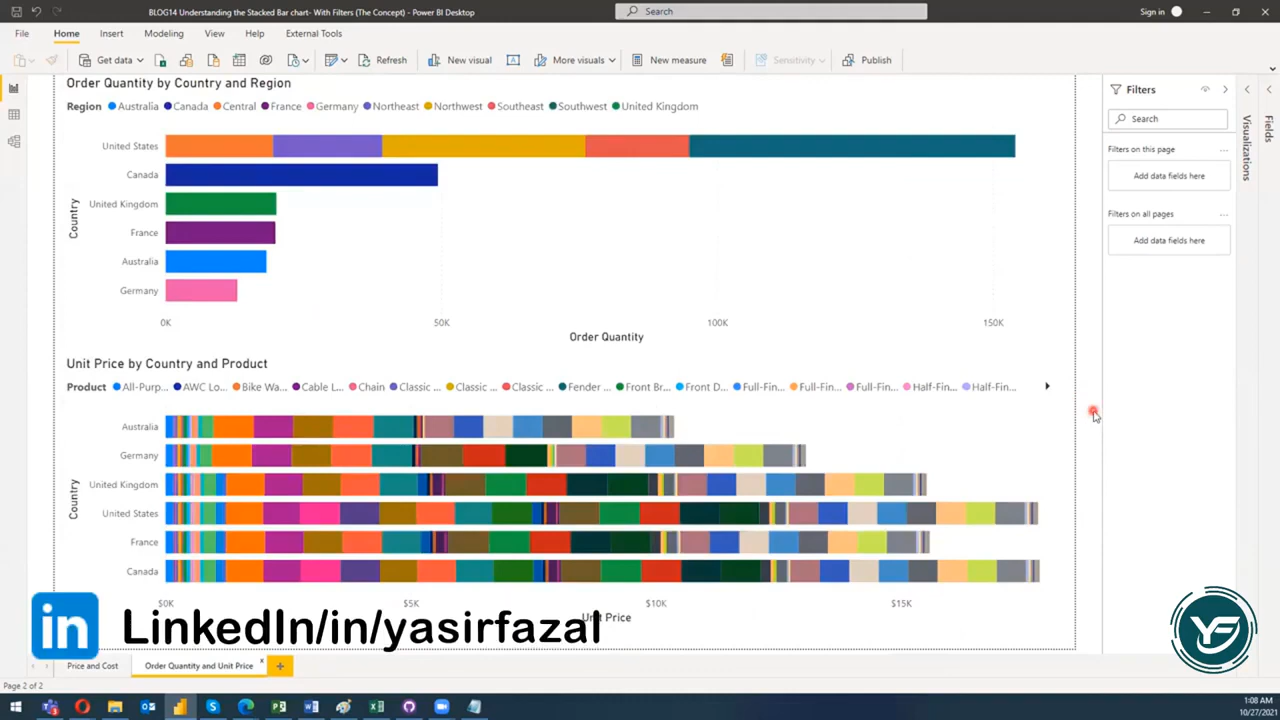 BLOG14 Understanding the Stacked Bar chart- With Filters (The Concept) - Power BI Desktop
Search
Sign in
File Home Insert Modeling View Help External Tools
Get data Refresh New visual More visuals New measure Sensitivity Publish
Order Quantity by Country and Region
Region Australia Canada Central France Germany Northeast Northwest Southeast Southwest United Kingdom
United States
Canada
United Kingdom
France
Australia
Germany
Country
0K 50K 100K 150K
Order Quantity
Unit Price by Country and Product
Product All-Purp... AWC Lo... Bike Wa... Cable L... Chain Classic ... Classic ... Classic ... Fender ... Front Br... Front D... Full-Fin... Full-Fin... Full-Fin... Half-Fin... Half-Fin...
Australia
Germany
United Kingdom
United States
France
Canada
Country
$0K $5K $10K $15K
Unit Price
Filters
Search
Filters on this page ...
Add data fields here
Filters on all pages ...
Add data fields here
Visualizations
Fields
in LinkedIn/in/yasirfazal
YF
Price and Cost Order Quantity and Unit Price x +
Page 2 of 2
1:08 AM
10/27/2021